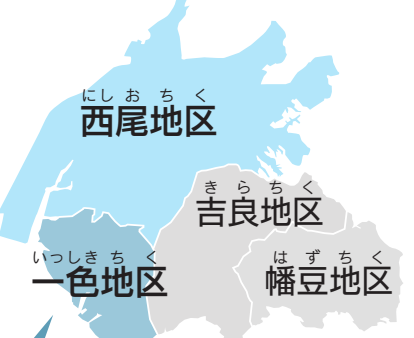 にしおちく
西尾地区
きらちく
吉良地区
いっしきちく
一色地区
はずちく
幡豆地区